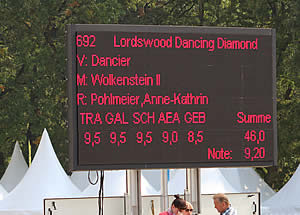 692 Lordswood Dancing Diamond
V: Dancier
M: Wolkenstein II
R: Pohlmeier,Anne-Kathrin
TRA GAL SCH AEA GEB Summe
9,5 9,5 9,5 9,0 8,5 46,0
Note: 9,20